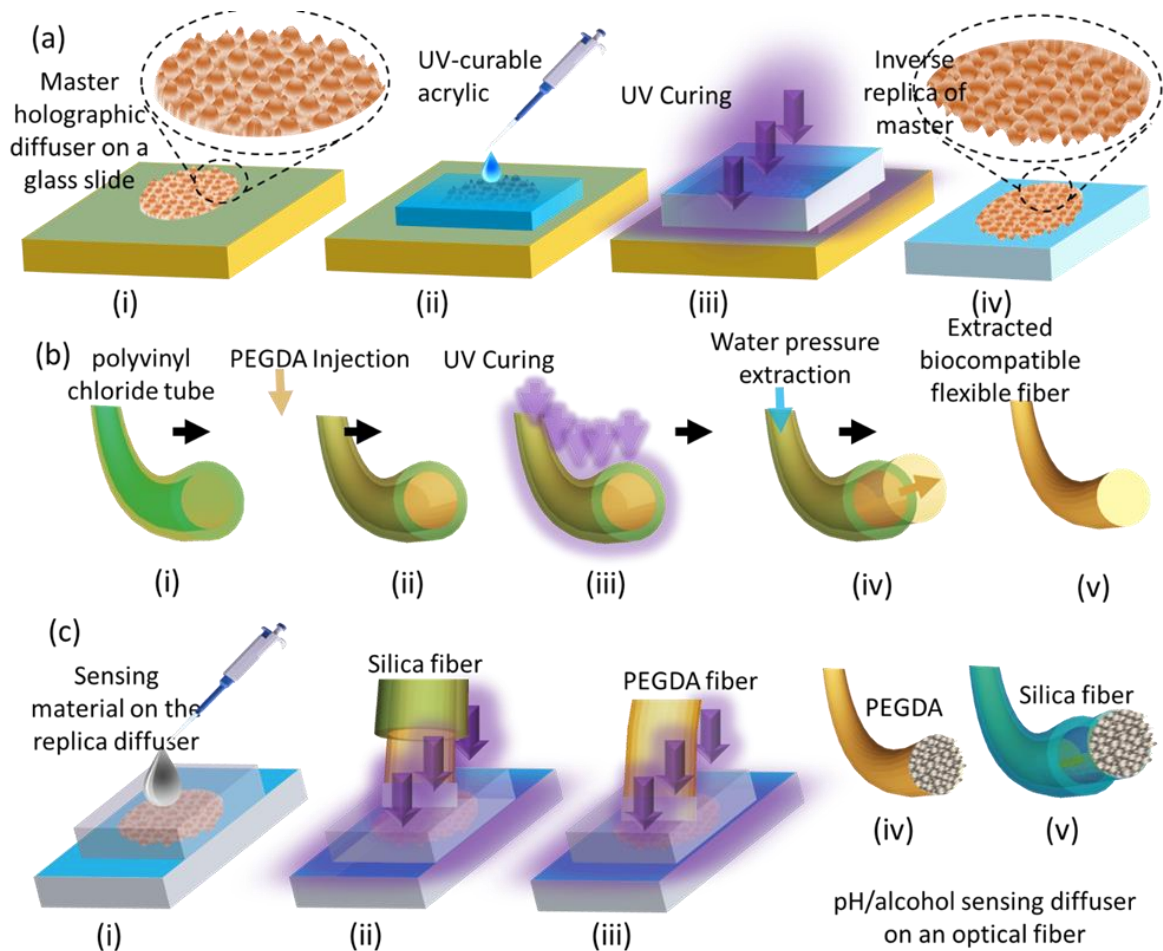 (a)
Master
holographic
diffuser on a
glass slide
UV-curable
acrylic
UV Curing
Inverse
replica of
master
(i)
(ii)
(iii)
(iv)
(b)
polyvinyl
chloride tube
PEGDA Injection
UV Curing
Water pressure
extraction
Extracted
biocompatible
flexible fiber
(i)
(ii)
(iii)
(iv)
(v)
(c)
Sensing
material on the
replica diffuser
Silica fiber
PEGDA fiber
PEGDA
Silica fiber
(i)
(ii)
(iii)
(iv)
(v)
pH/alcohol sensing diffuser
on an optical fiber